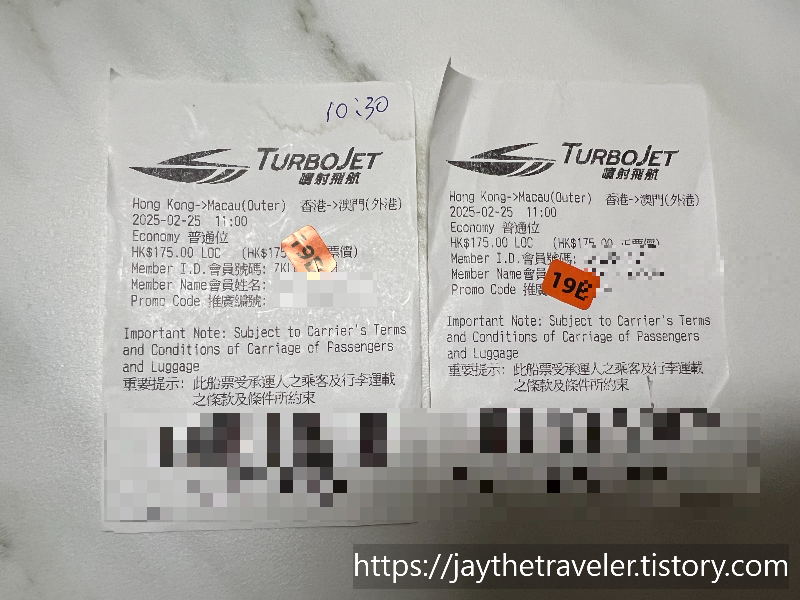 10:30
TURBOJET
噴射飛航
Hong Kong->Macau(Outer) 香港->澳門(外港)
2025-02-25 11:00
Economy 普通位
HK$175.00 LOC (HK$175 票價)
Member I.D.會員號碼: 7K
Member Name會員姓名:
Promo Code 推廣編號:
19E
Important Note: Subject to Carrier's Terms
and Conditions of Carriage of Passengers
and Luggage
重要提示: 此船票受承運人之乘客及行李運載
之條款及條件所約束
TURBOJET
噴射飛航
Hong Kong->Macau(Outer) 香港->澳門(外港)
2025-02-25 11:00
Economy 普通位
HK$175.00 LOC (HK$175.00 票價)
Member I.D.會員號碼:
Member Name會員
Promo Code 推廣
19E
Important Note: Subject to Carrier's Terms
and Conditions of Carriage of Passengers
and Luggage
重要提示: 此船票受承運人之乘客及行李運載
之條款及條件所約束
https://jaythetraveler.tistory.com